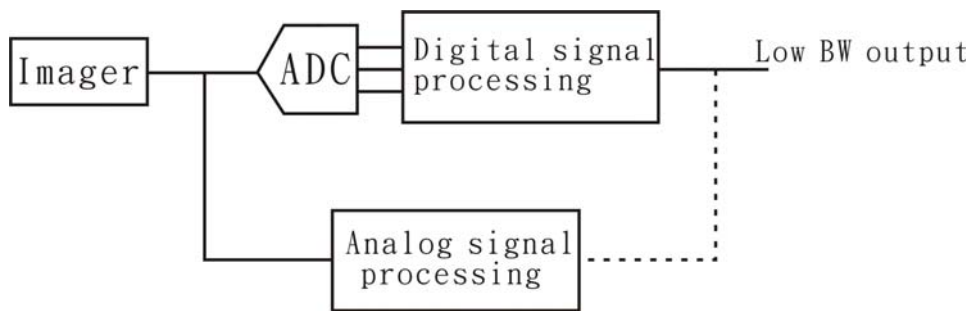 Imager
ADC
Digital signal
processing
Low BW output
Analog signal
processing